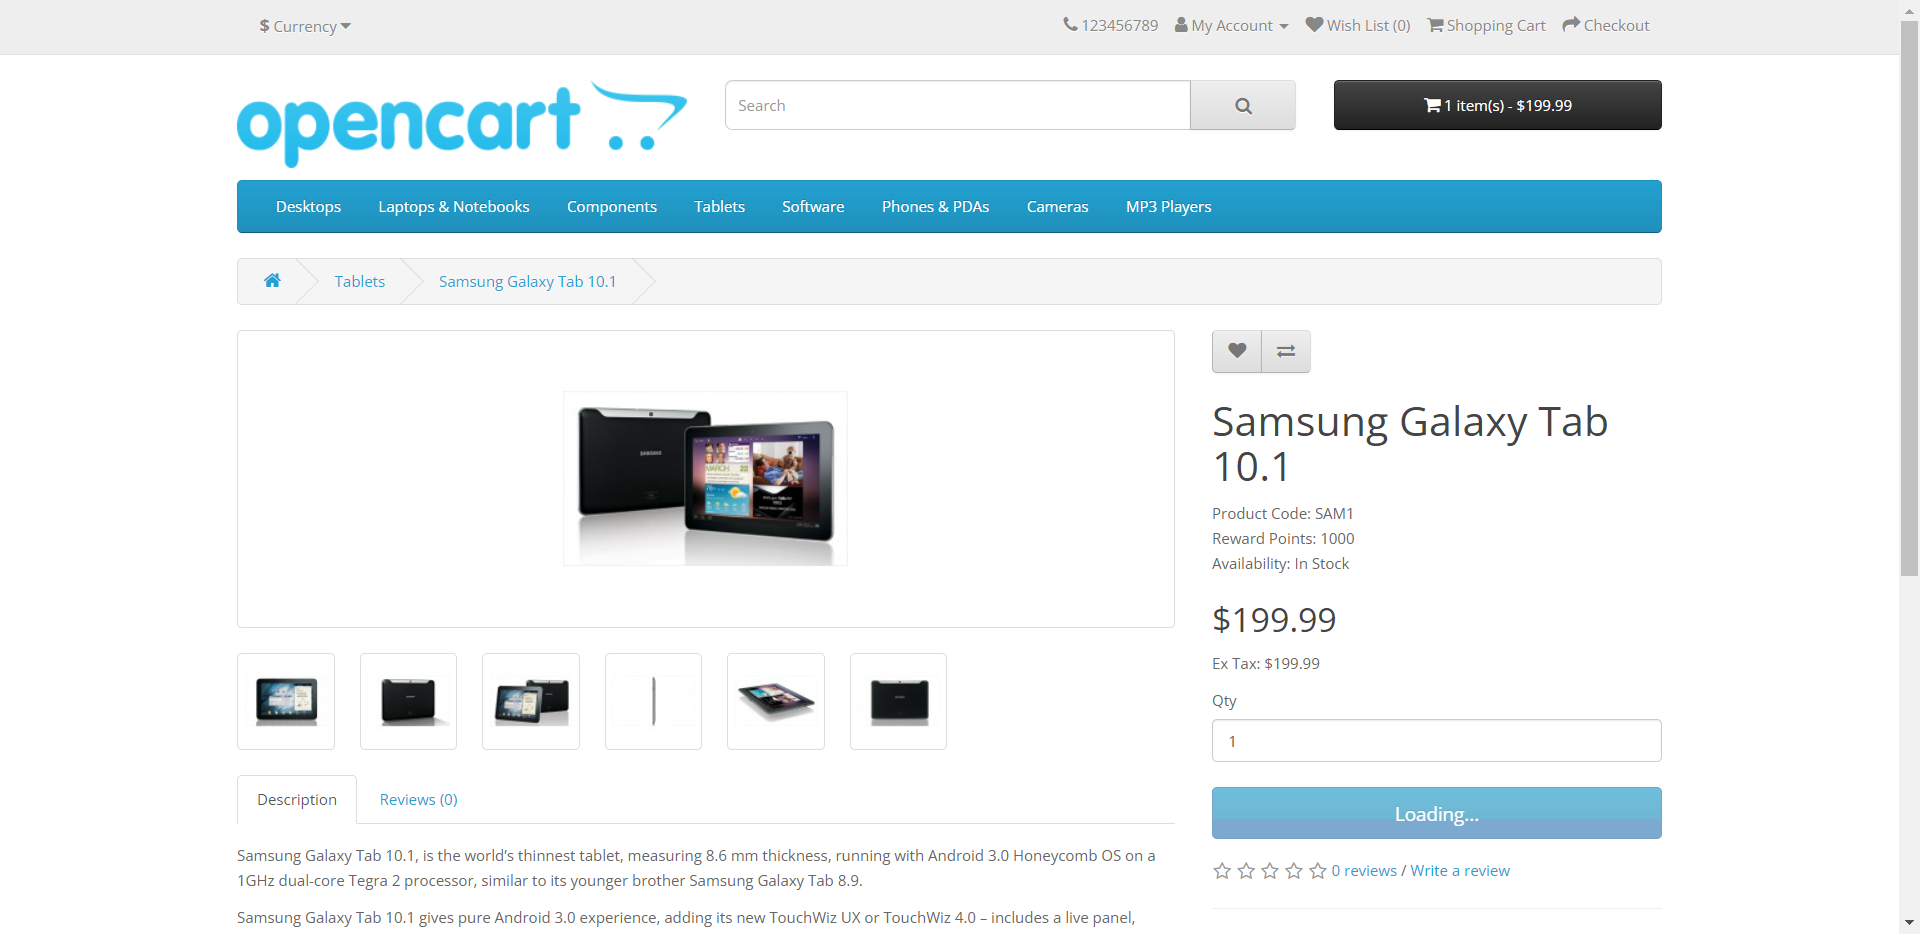 $ Currency
123456789 My Account Wish List (0) Shopping Cart Checkout
opencart
Search
1 item(s) - $199.99
Desktops Laptops & Notebooks Components Tablets Software Phones & PDAs Cameras MP3 Players
Tablets Samsung Galaxy Tab 10.1
SAMSUNG
MARCH 22
Samsung Galaxy Tab
10.1
Product Code: SAM1
Reward Points: 1000
Availability: In Stock
$199.99
Ex Tax: $199.99
Qty
1
Loading...
0 reviews / Write a review
Description Reviews (0)
Samsung Galaxy Tab 10.1, is the world’s thinnest tablet, measuring 8.6 mm thickness, running with Android 3.0 Honeycomb OS on a
1GHz dual-core Tegra 2 processor, similar to its younger brother Samsung Galaxy Tab 8.9.
Samsung Galaxy Tab 10.1 gives pure Android 3.0 experience, adding its new TouchWiz UX or TouchWiz 4.0 – includes a live panel,